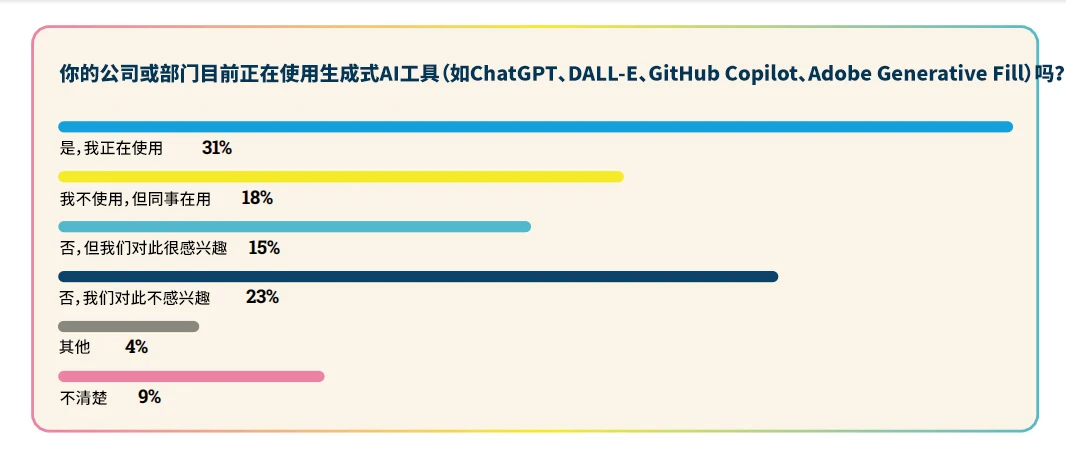 你的公司或部门目前正在使用生成式AI工具（如ChatGPT、DALL-E、GitHub Copilot、Adobe Generative Fill）吗？
是，我正在使用 31%
我不使用，但同事在用 18%
否，但我们对此很感兴趣 15%
否，我们对此不感兴趣 23%
其他 4%
不清楚 9%